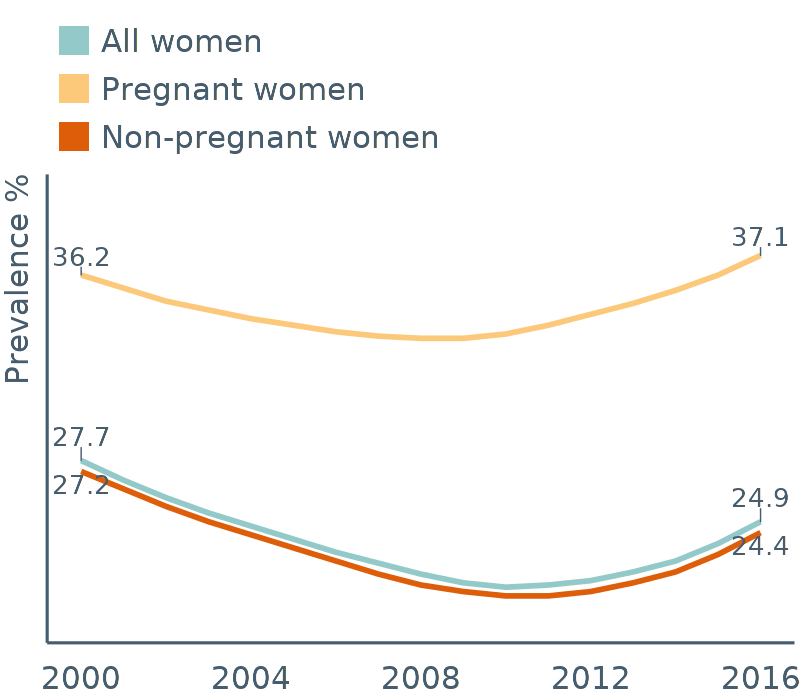 All women
Pregnant women
Non-pregnant women
Prevalence %
36.2
37.1
27.7
27.2
24.9
24.4
2000 2004 2008 2012 2016